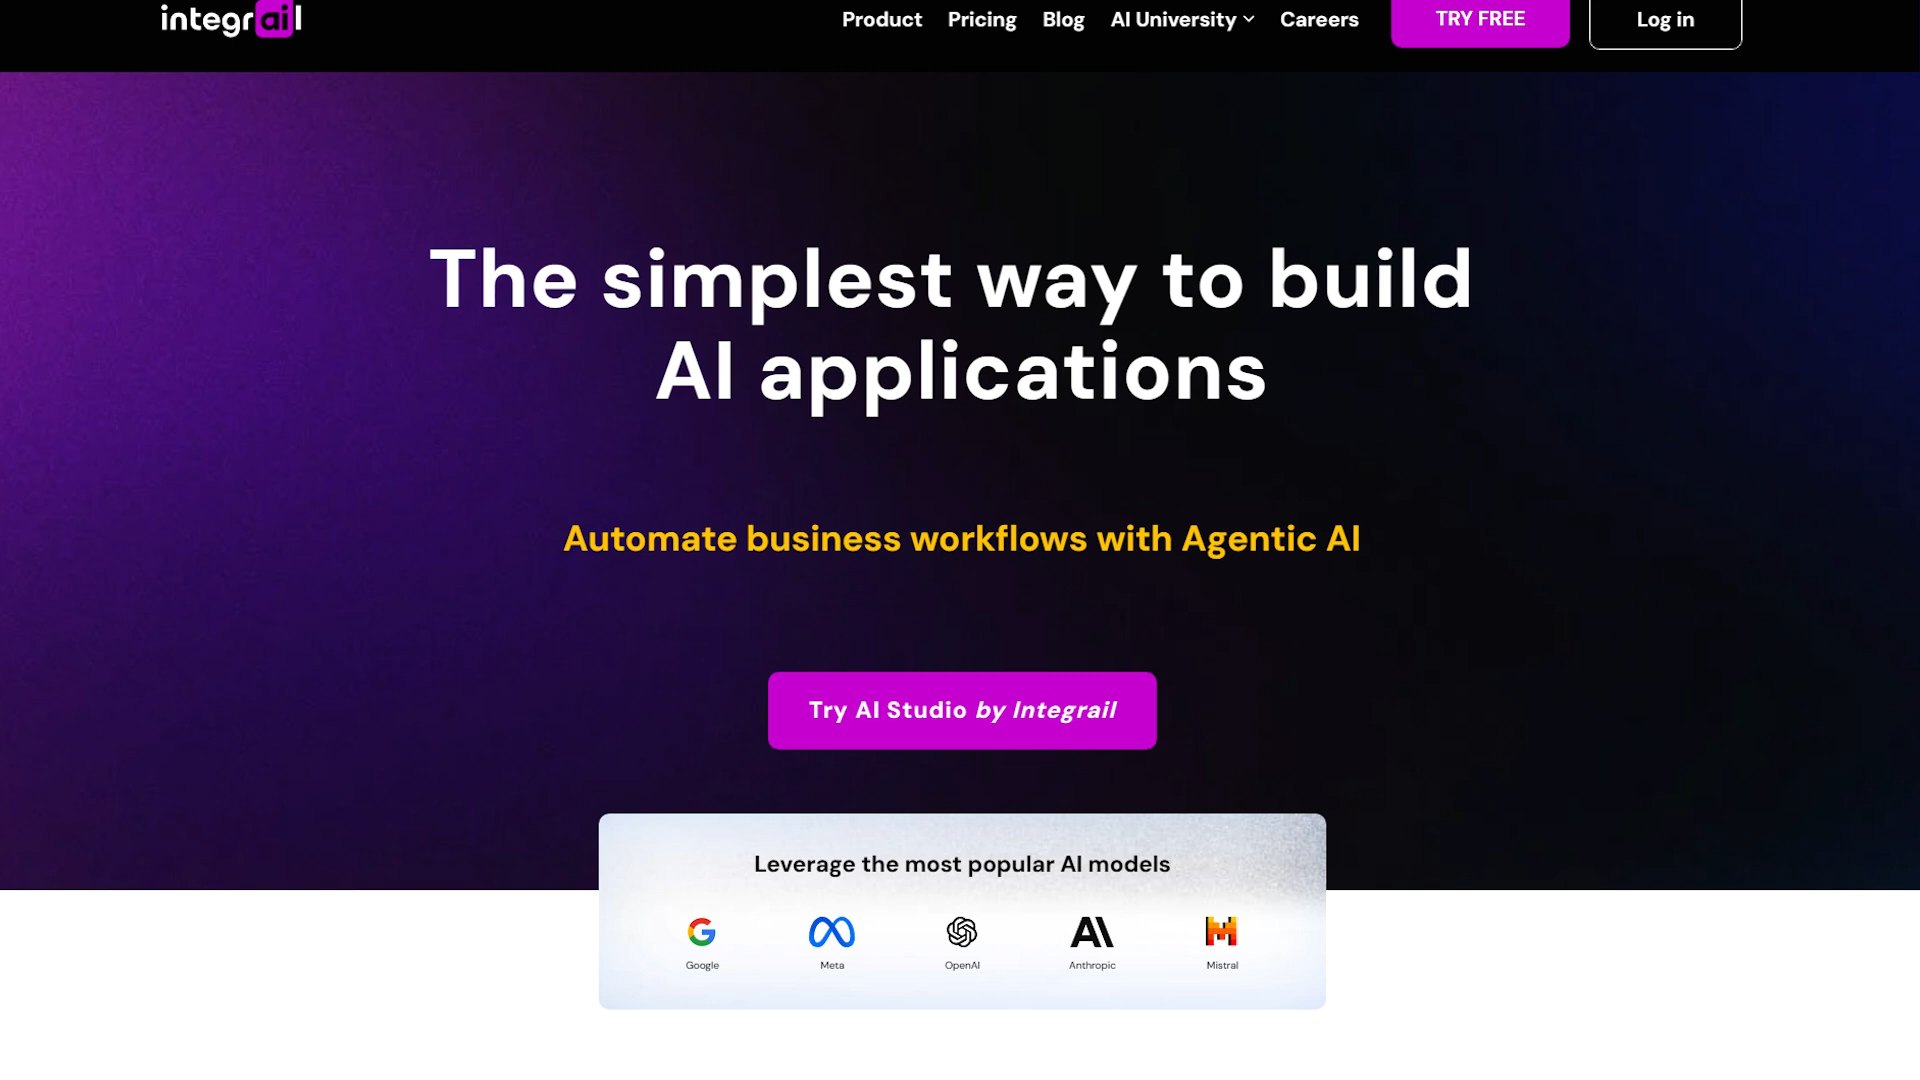 integrail
Product Pricing Blog AI University Careers TRY FREE Log in
The simplest way to build
AI applications
Automate business workflows with Agentic AI
Try AI Studio by Integrail
Leverage the most popular AI models
Google Meta OpenAI Anthropic Mistral